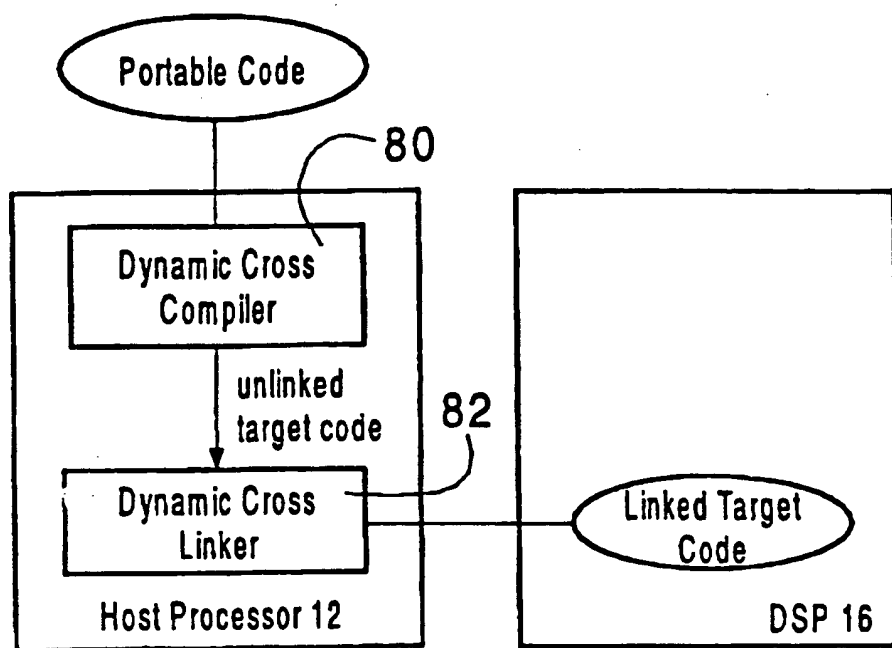 Portable Code
80
Dynamic Cross
Compiler
unlinked
target code
82
Dynamic Cross
Linker
Linked Target
Code
Host Processor 12
DSP 16